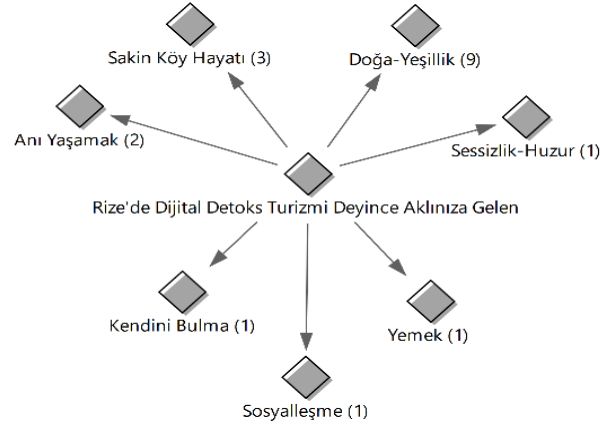 Sakin Köy Hayatı (3)
Doğa-Yeşillik (9)
Anı Yaşamak (2)
Sessizlik-Huzur (1)
Rize'de Dijital Detoks Turizmi Deyince Aklınıza Gelen
Kendini Bulma (1)
Yemek (1)
Sosyalleşme (1)